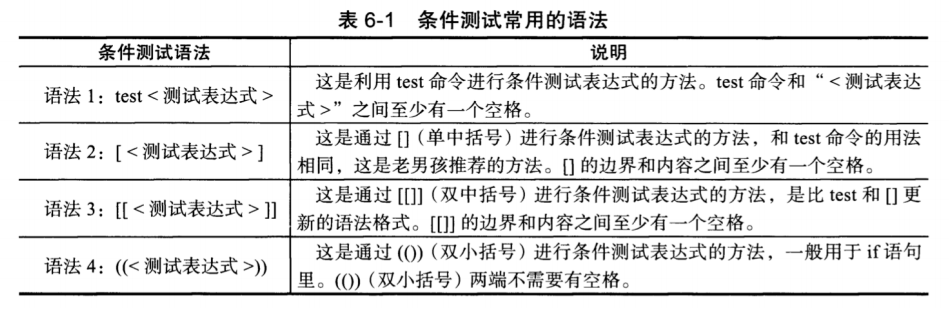 表 6-1 条件测试常用的语法
条件测试语法 说明
语法 1：test < 测试表达式 > 这是利用 test 命令进行条件测试表达式的方法。test 命令和“< 测试表达
式 >”之间至少有一个空格。
语法 2：[ < 测试表达式 > ] 这是通过 []（单中括号）进行条件测试表达式的方法，和 test 命令的用法
相同，这是老男孩推荐的方法。[] 的边界和内容之间至少有一个空格。
语法 3：[[ < 测试表达式 > ]] 这是通过 [[]]（双中括号）进行条件测试表达式的方法，是比 test 和 [] 更
新的语法格式。[[]] 的边界和内容之间至少有一个空格。
语法 4：((< 测试表达式 >)) 这是通过 (())（双小括号）进行条件测试表达式的方法，一般用于 if 语句
里。(())（双小括号）两端不需要有空格。